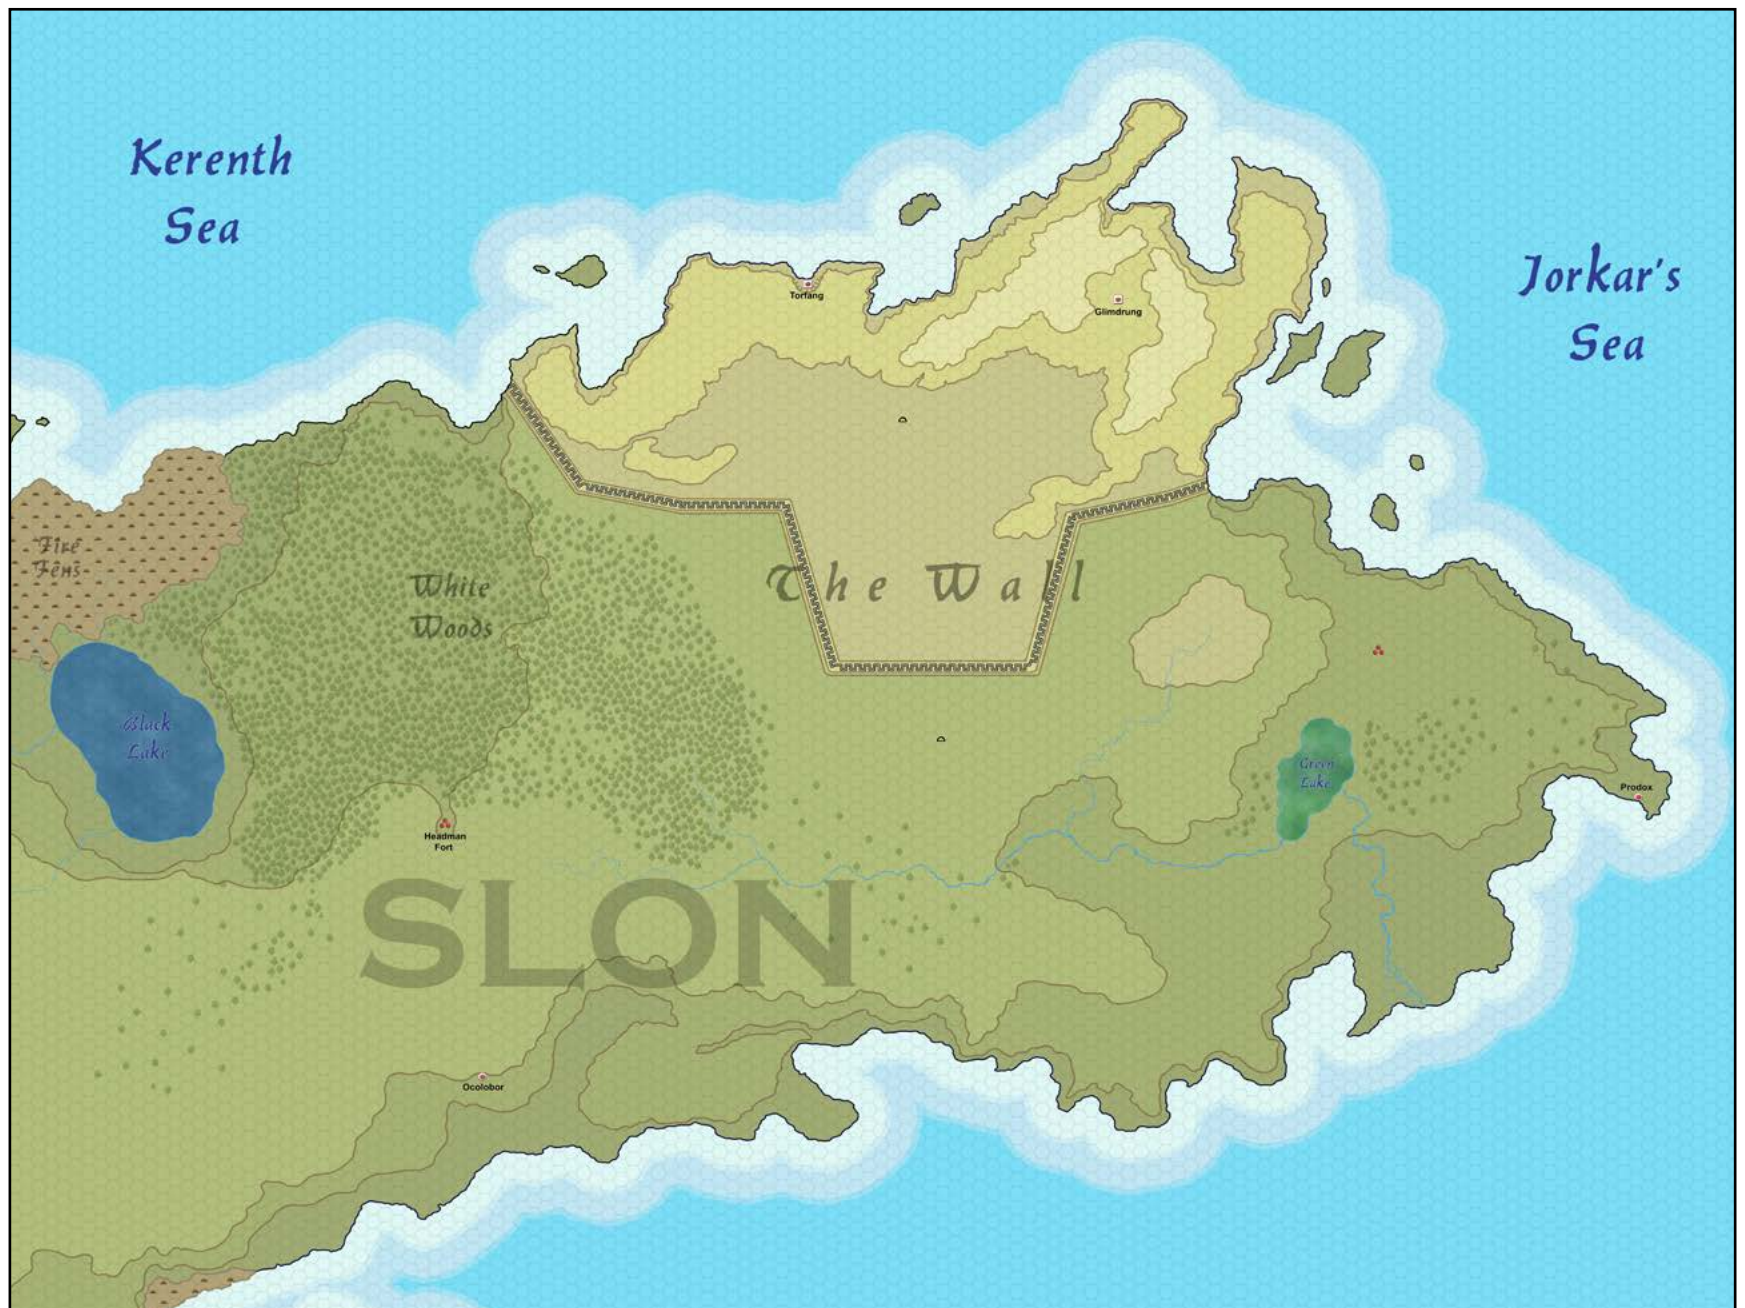 Kerenth
Sea
Jorkar's
Sea
Torfang
Glimdrung
Fire
Fens
White
Woods
The Wall
Black
Lake
Green
Lake
Prodox
Headman
Fort
SLON
Ocolobor